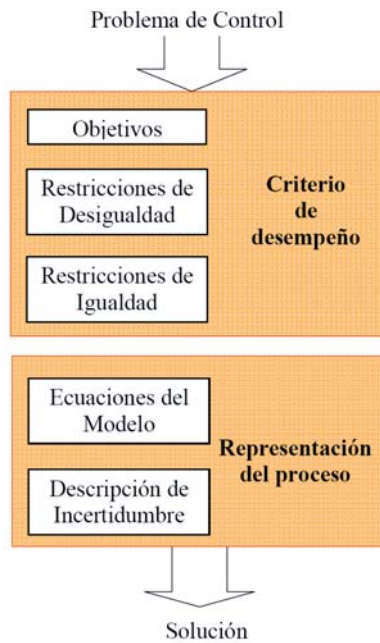 Problema de Control
Objetivos
Restricciones de
Desigualdad
Restricciones de
Igualdad
Criterio
de
desempeño
Ecuaciones del
Modelo
Descripción de
Incertidumbre
Representación
del proceso
Solución